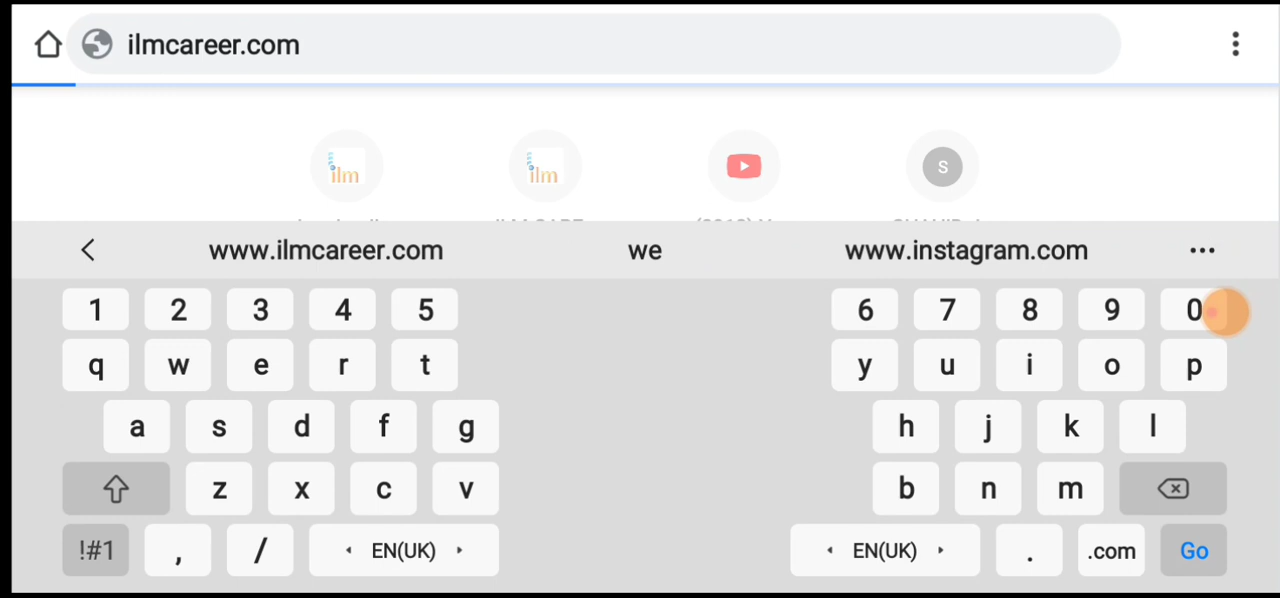 ilmcareer.com
ilm ilm S
www.ilmcareer.com we www.instagram.com
1 2 3 4 5 6 7 8 9 0
q w e r t y u i o p
a s d f g h j k l
z x c v b n m
!#1 , / EN(UK) EN(UK) . .com Go